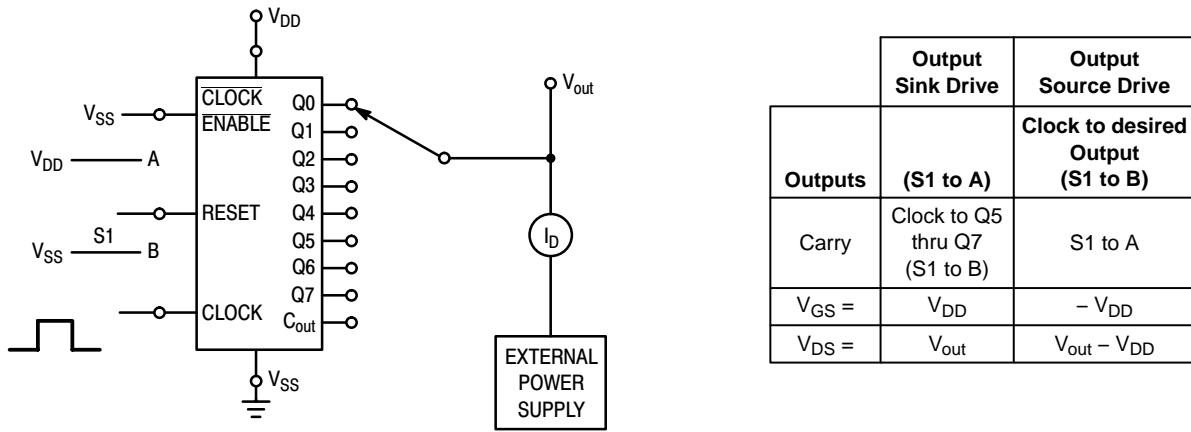 VDD
CLOCK
ENABLE
VSS
VDD A
RESET
S1
VSS B
CLOCK
Q0
Q1
Q2
Q3
Q4
Q5
Q6
Q7
Cout
VSS
Vout
ID
EXTERNAL
POWER
SUPPLY
Output
Sink Drive
Output
Source Drive
Outputs
(S1 to A)
Clock to desired
Output
(S1 to B)
Carry
Clock to Q5
thru Q7
(S1 to B)
S1 to A
VGS = VDD – VDD
VDS = Vout Vout – VDD